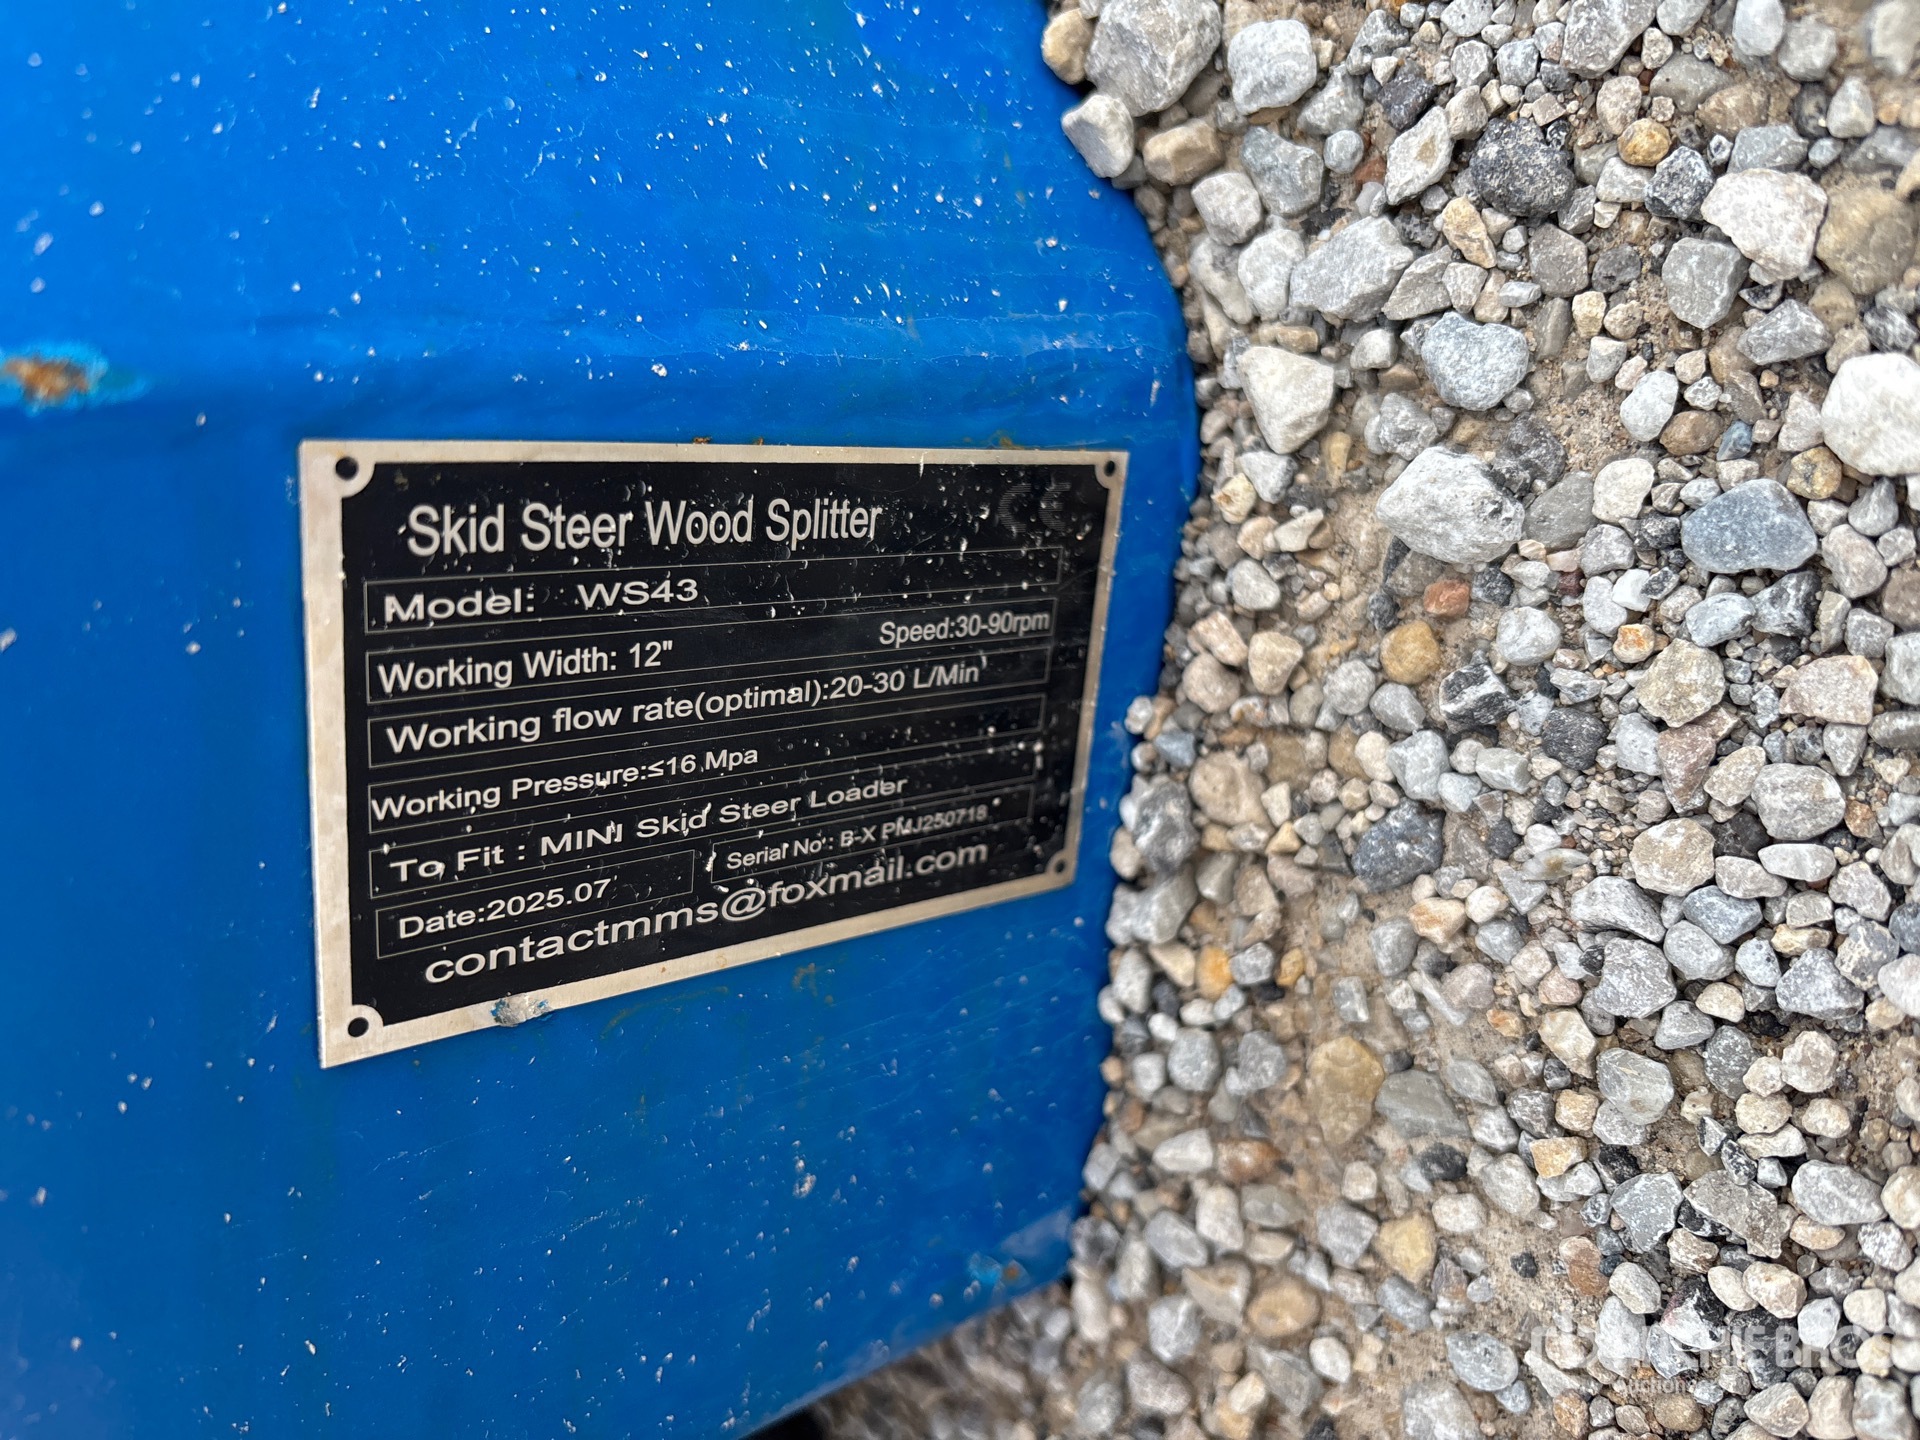 CE
Skid Steer Wood Splitter
Model: WS43
Working Width: 12" Speed:30-90rpm
Working flow rate(optimal):20-30 L/Min
Working Pressure:≤16 Mpa
To Fit : MINI Skid Steer Loader
Date:2025.07 Serial No : B-X PMJ250718
contactmms@foxmail.com
RITCHIE BROS